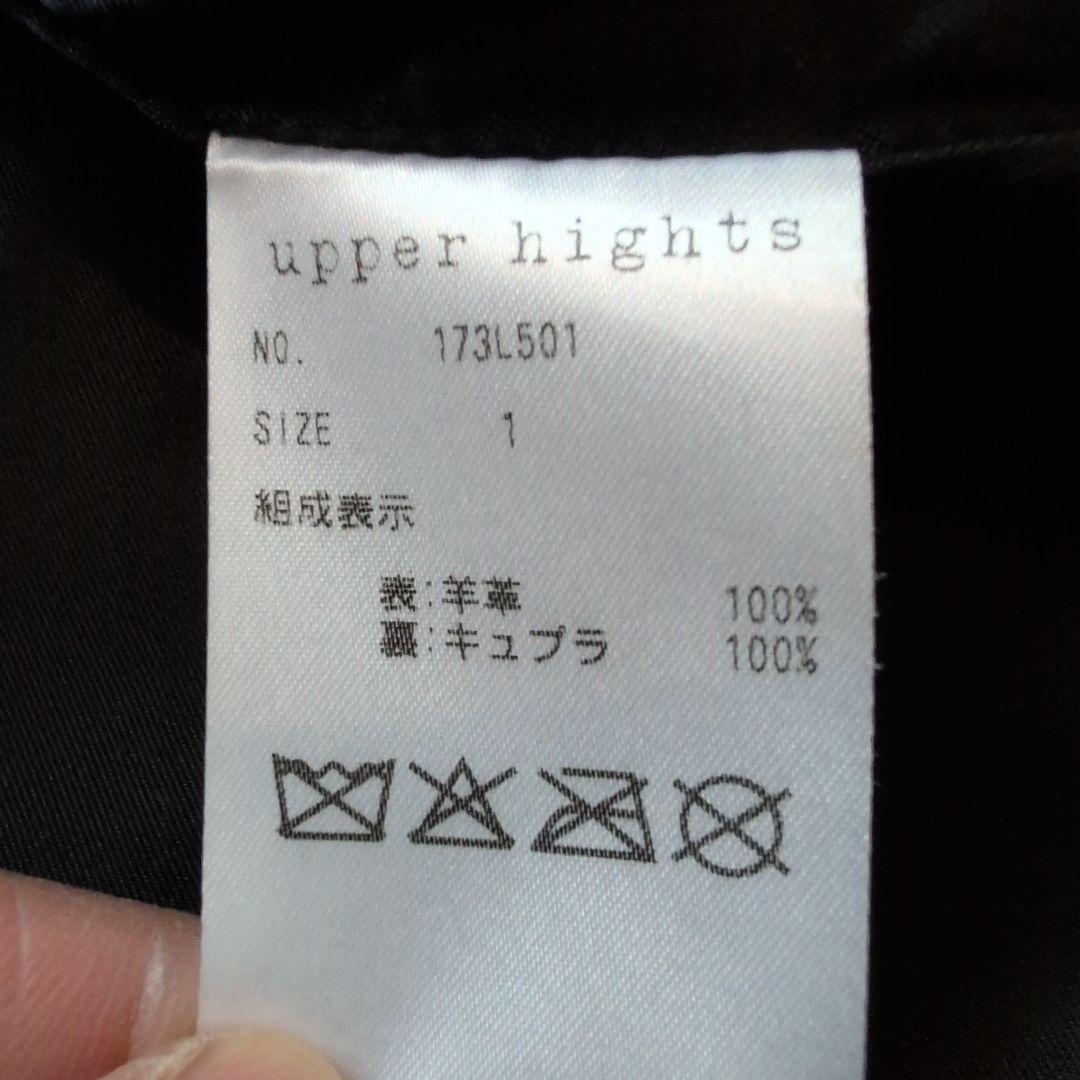 upper hights
NO. 173L501
SIZE 1
組成表示
表:羊革 100%
裏:キュプラ 100%